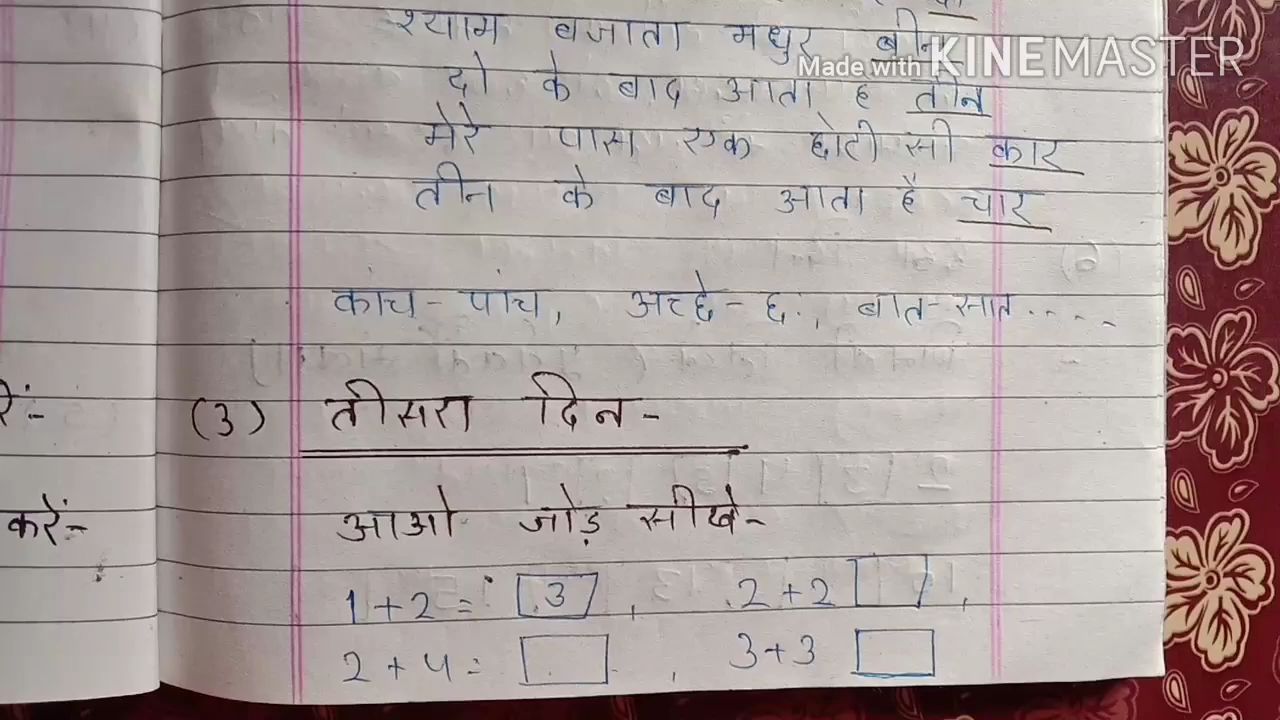 श्याम बजाता मधुर बीन
Made with KINEMASTER
दो के बाद आता है तीन
मेरे पास एक छोटी सी कार
तीन के बाद आता है चार
कांच - पांच, अच्छे - छः, बात - सात....
रें-
(3) तीसरा दिन -
करें-
आओ जोड़ सीखे -
1 + 2 = 3 , 2 + 2 ,
2 + 4 = , 3 + 3